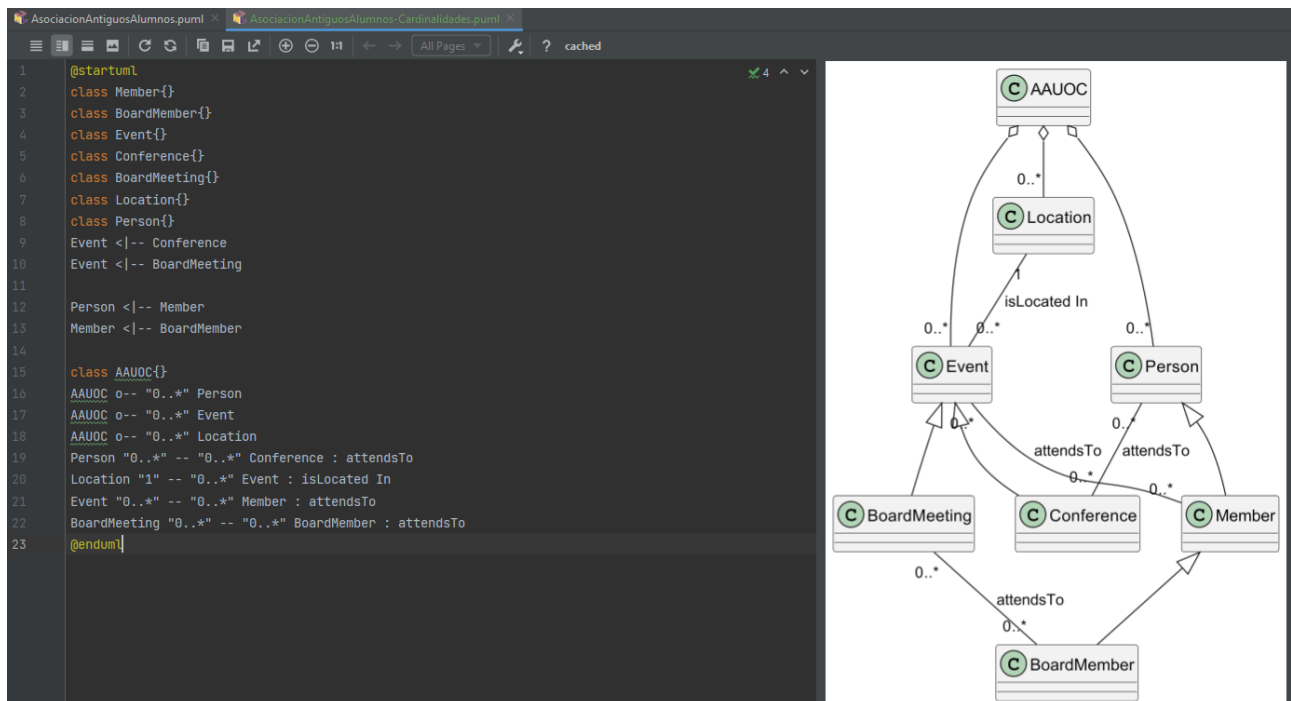 AsociacionAntiguosAlumnos.puml × AsociacionAntiguosAlumnos-Cardinalidades.puml ×
1:1 All Pages ? cached
1 @startuml
4
2 class Member{}
3 class BoardMember{}
4 class Event{}
5 class Conference{}
6 class BoardMeeting{}
7 class Location{}
8 class Person{}
9 Event <|-- Conference
10 Event <|-- BoardMeeting
11
12 Person <|-- Member
13 Member <|-- BoardMember
14
15 class AAUOC{}
16 AAUOC o-- "0..*" Person
17 AAUOC o-- "0..*" Event
18 AAUOC o-- "0..*" Location
19 Person "0..*" -- "0..*" Conference : attendsTo
20 Location "1" -- "0..*" Event : isLocated In
21 Event "0..*" -- "0..*" Member : attendsTo
22 BoardMeeting "0..*" -- "0..*" BoardMember : attendsTo
23 @enduml
C AAUOC
0..*
C Location
1
isLocated In
0..* 0..* 0..*
C Event C Person
0..* 0..*
attendsTo attendsTo
0..* 0..*
C BoardMeeting C Conference C Member
0..*
attendsTo
0..*
C BoardMember